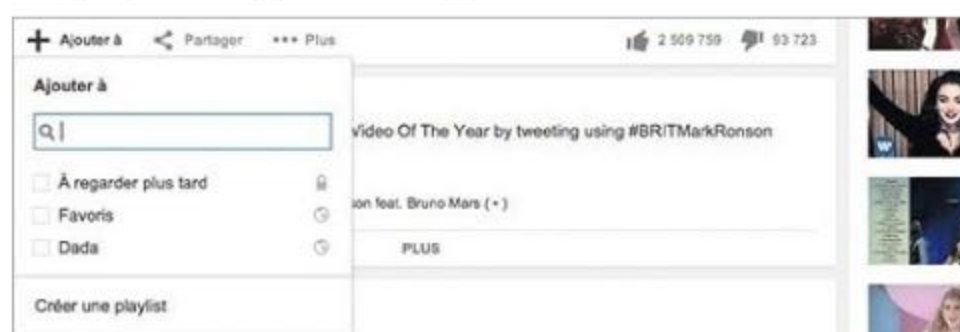 Ajouter à Partager Plus 2 509 759 93 723
Ajouter à
Video Of The Year by tweeting using #BRITMarkRonson
À regarder plus tard
son feat. Bruno Mars ( • )
Favoris
Dada
PLUS
Créer une playlist
W